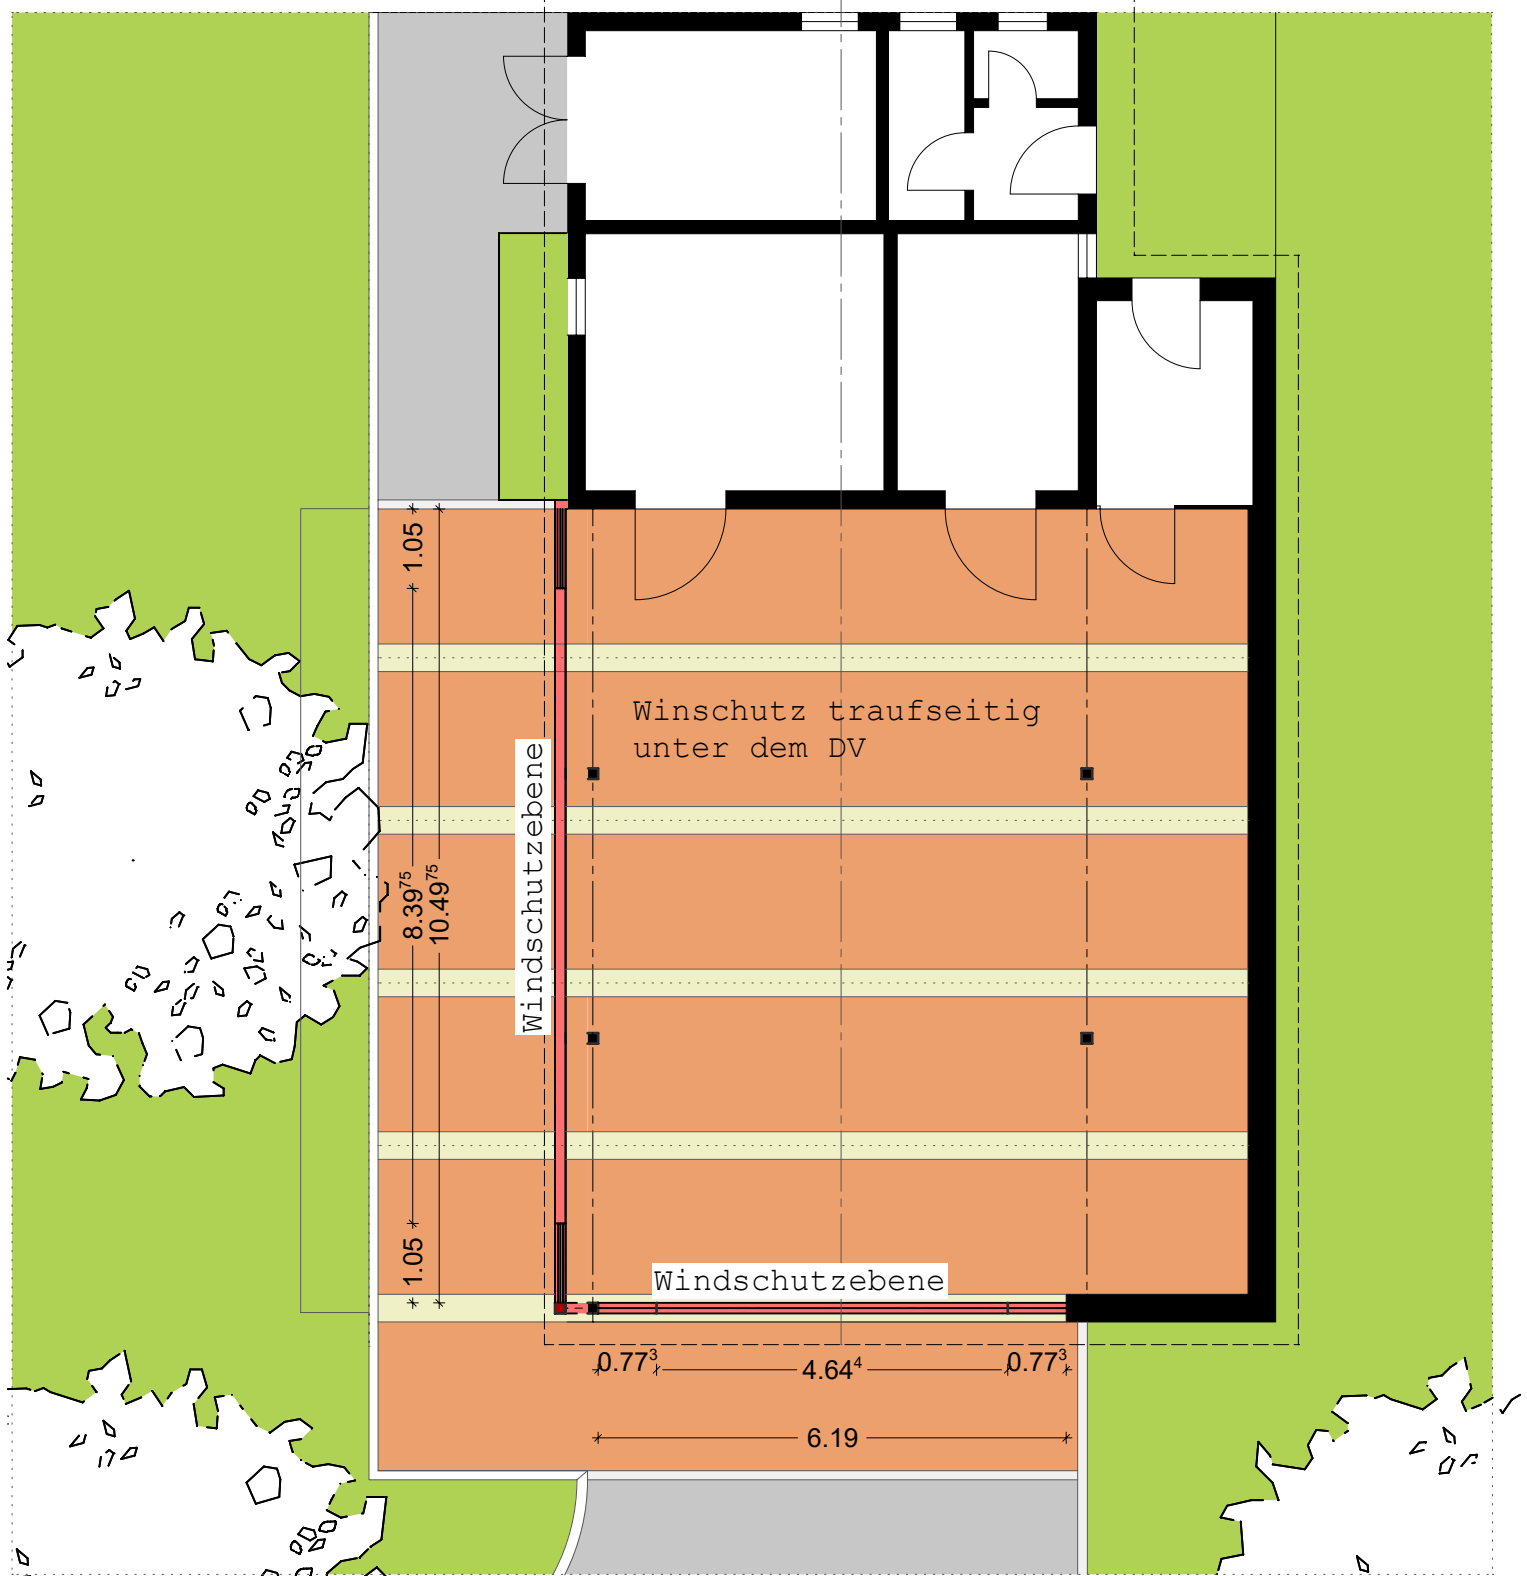 1.05
Winschutz traufseitig
unter dem DV
Windschutzebene
8.39⁷⁵
10.49⁷⁵
1.05
Windschutzebene
0.77³
4.64⁴
0.77³
6.19